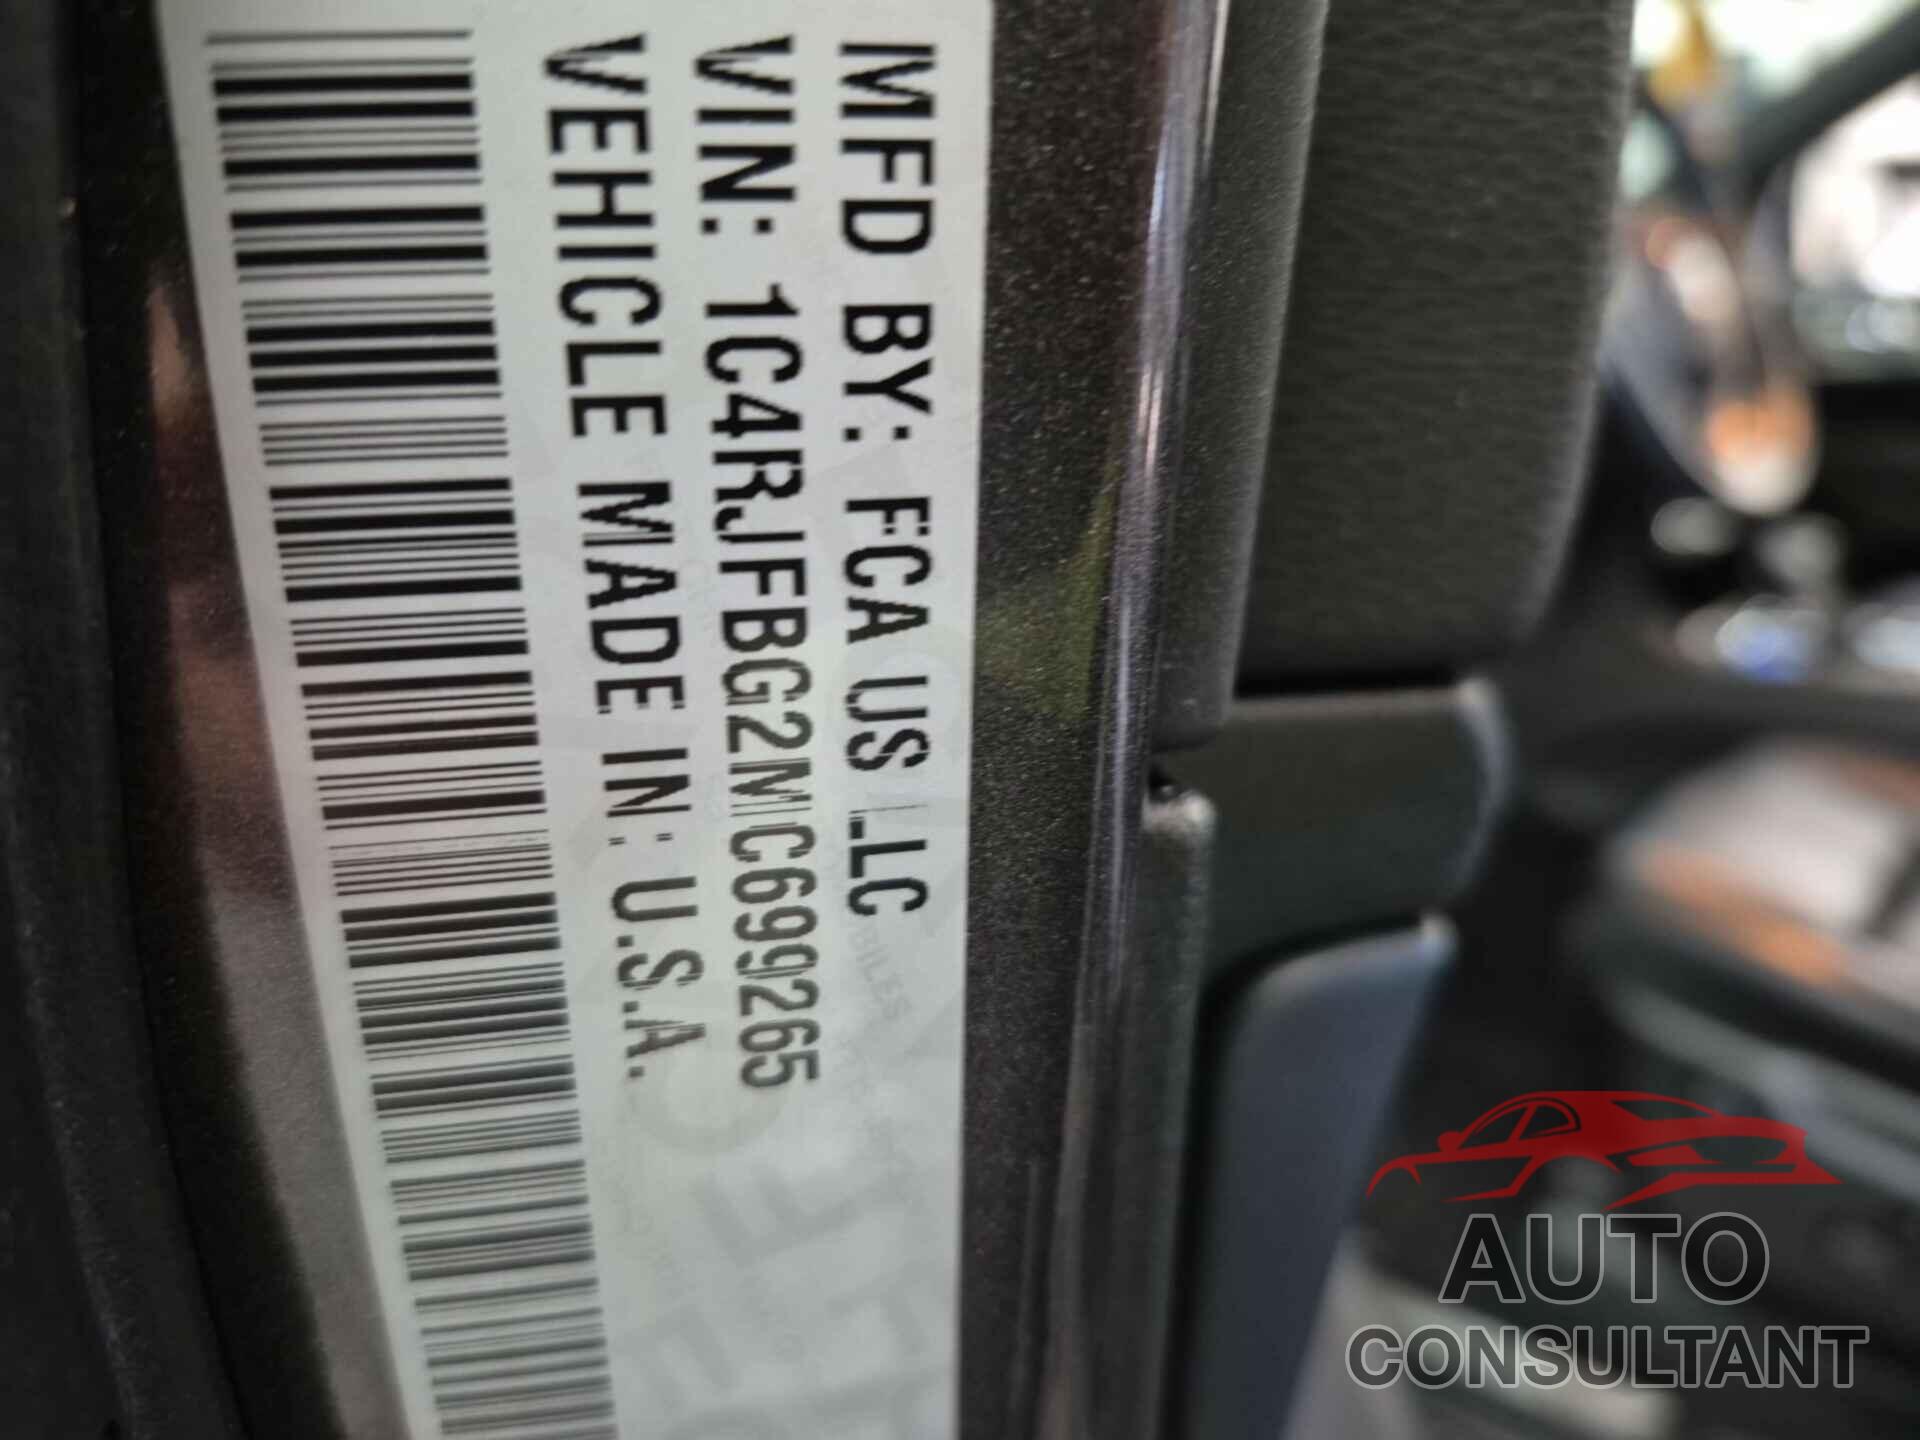 MFD BY: FCA US LLC
VIN: 1C4RJFBG2MC699265
VEHICLE MADE IN: U.S.A.
AUTO
CONSULTANT